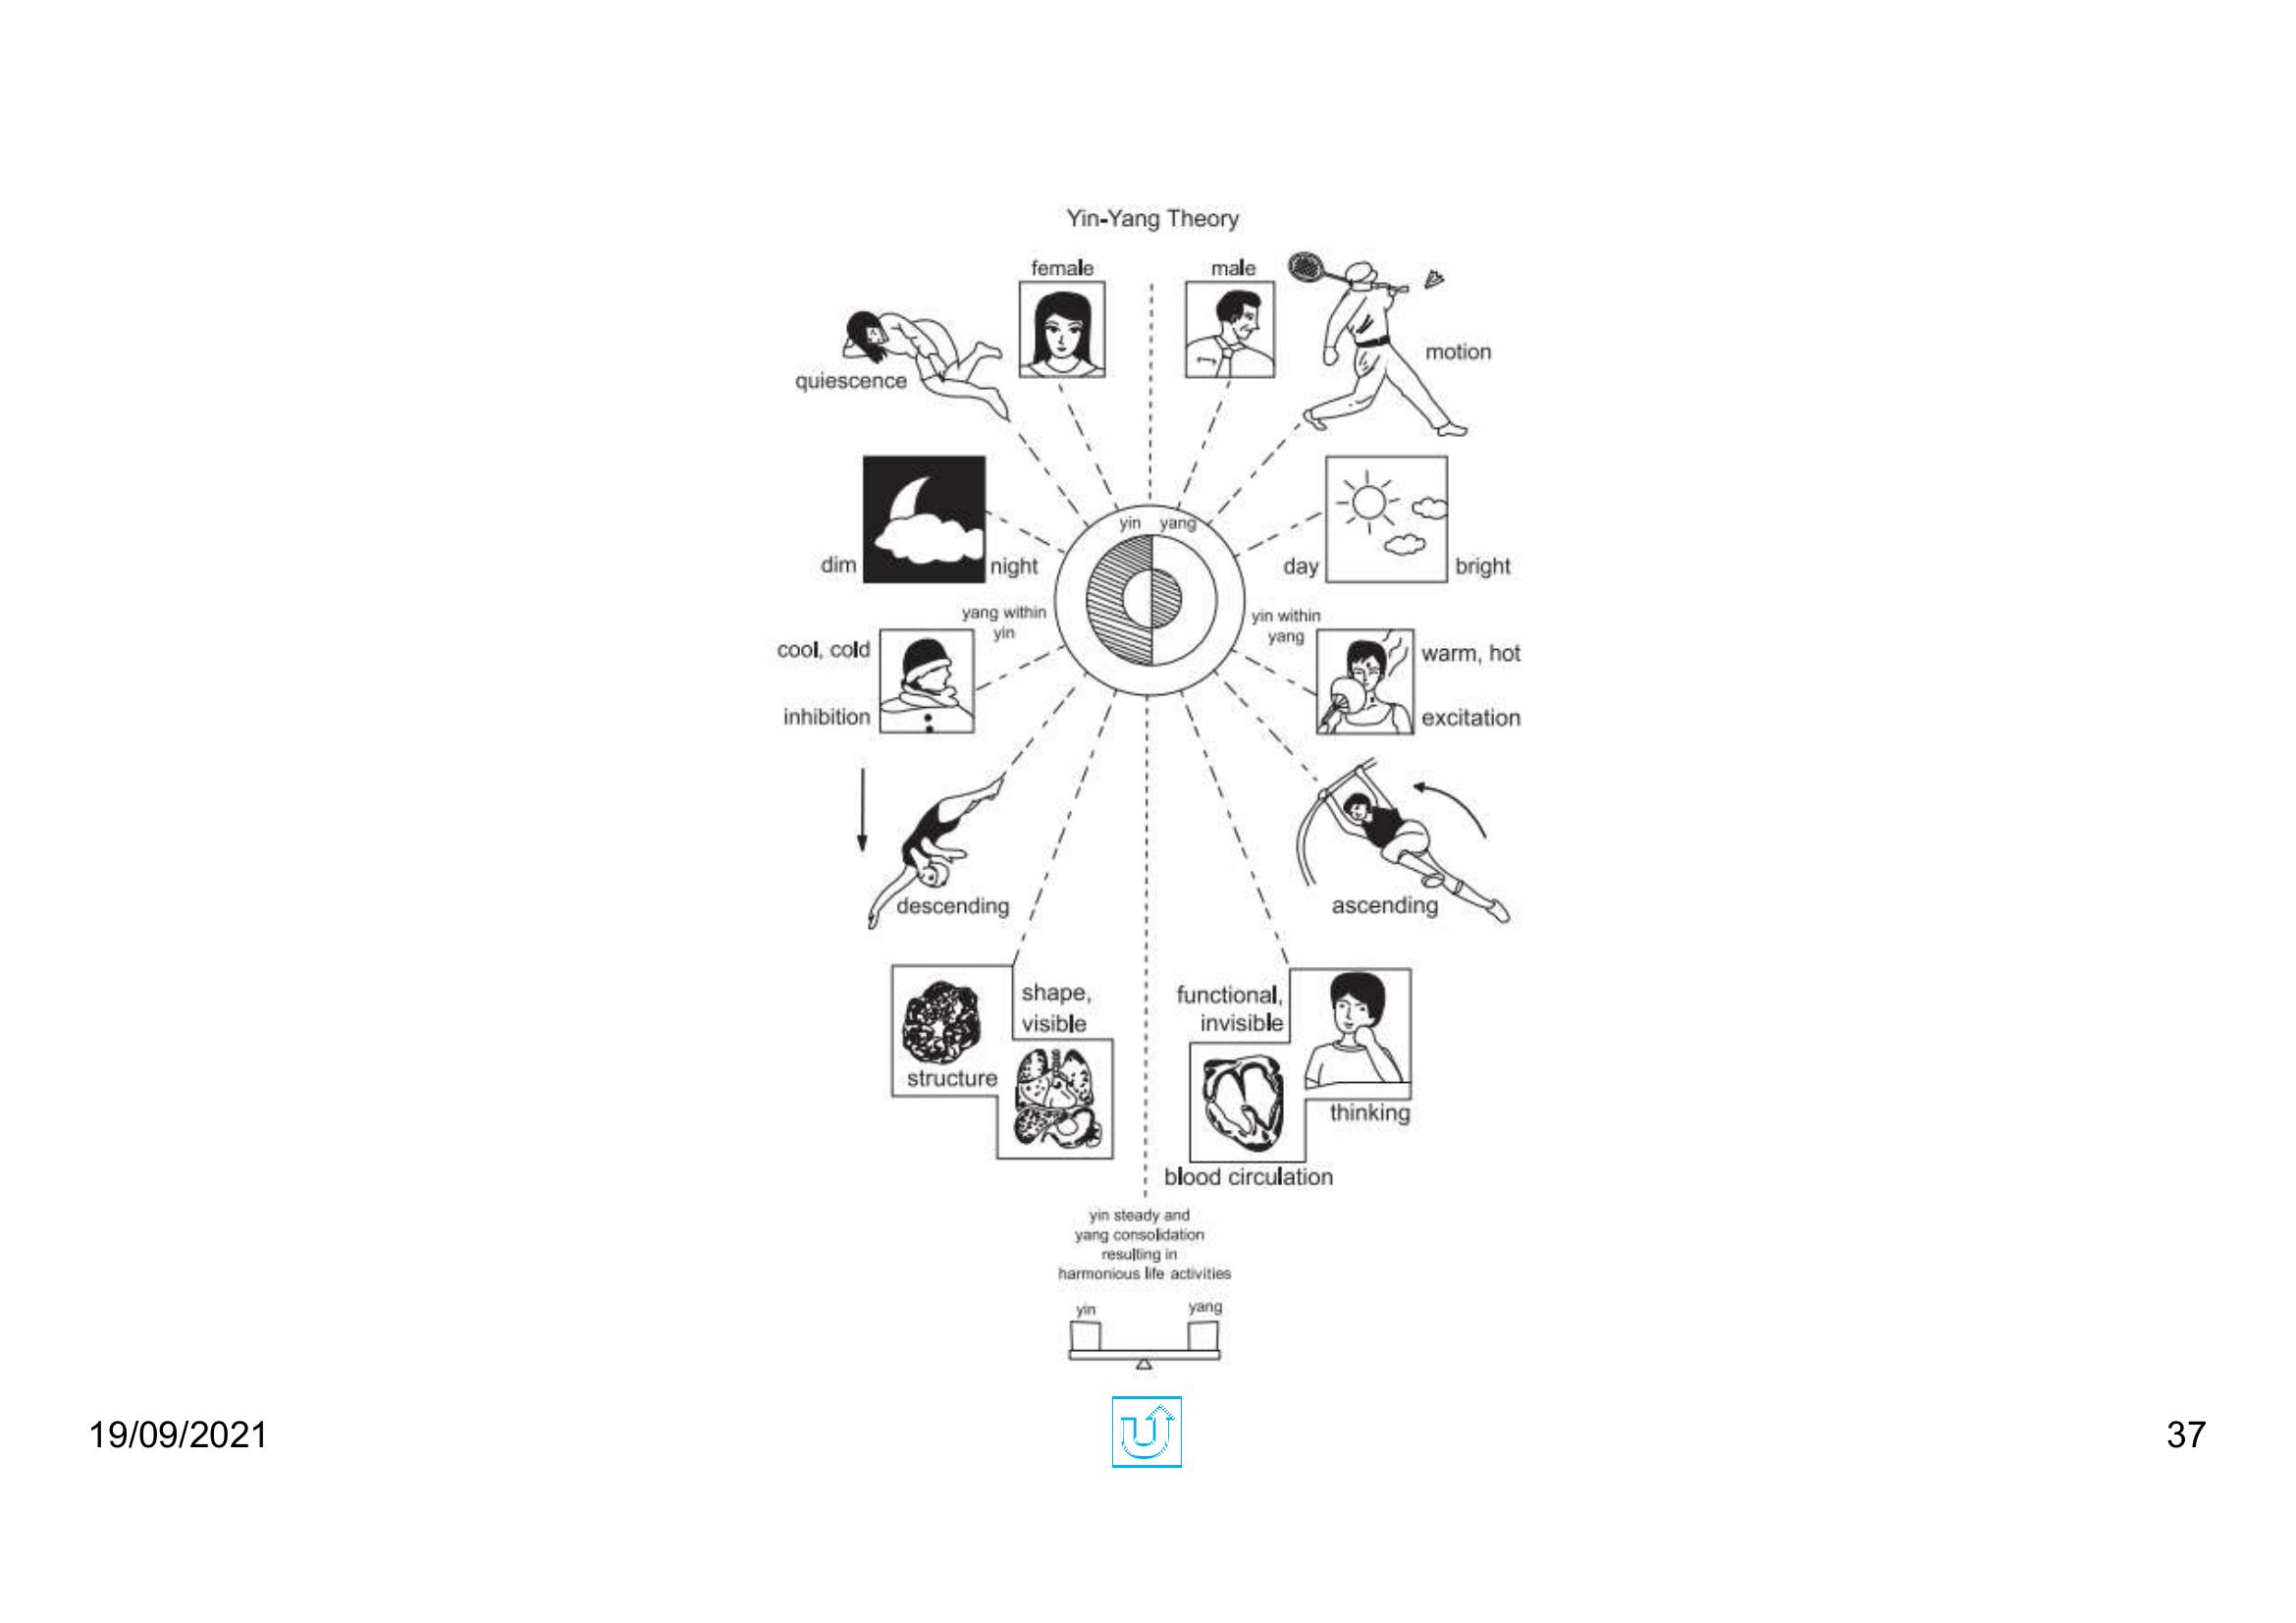 Yin-Yang Theory
female
male
motion
quiescence
yin yang
dim
night
day
bright
yang within
yin
yin within
yang
cool, cold
warm, hot
inhibition
excitation
descending
ascending
shape,
visible
functional,
invisible
structure
thinking
blood circulation
yin steady and
yang consolidation
resulting in
harmonious life activities
yin
yang
19/09/2021
U
37